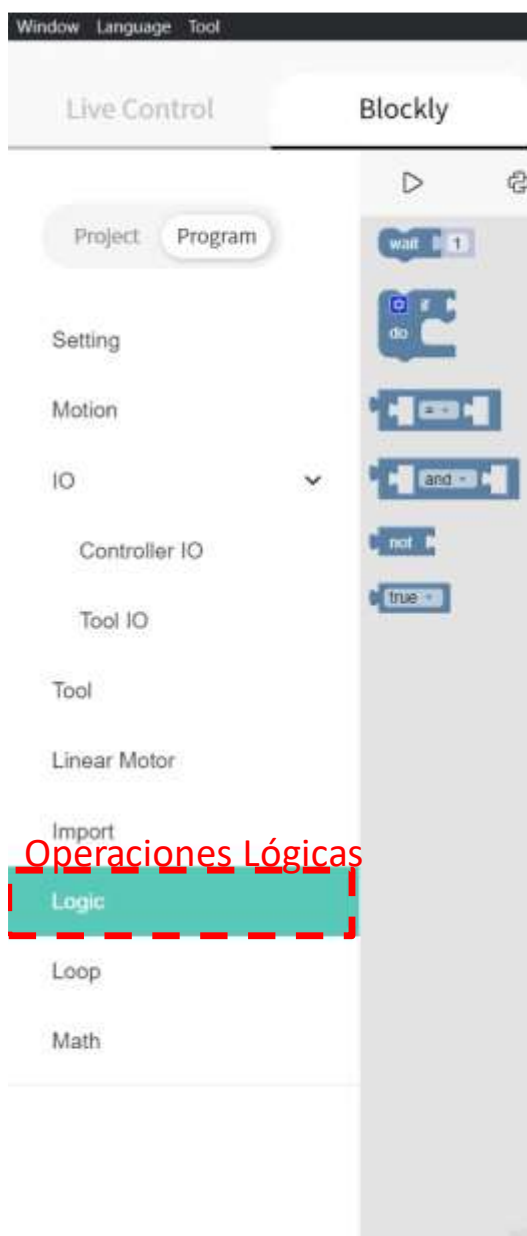 Window Language Tool
Live Control Blockly
Project Program
wait 1
if
do
Setting
Motion
=
IO
and
Controller IO
not
Tool IO
true
Tool
Linear Motor
Import
Operaciones Lógicas
Logic
Loop
Math